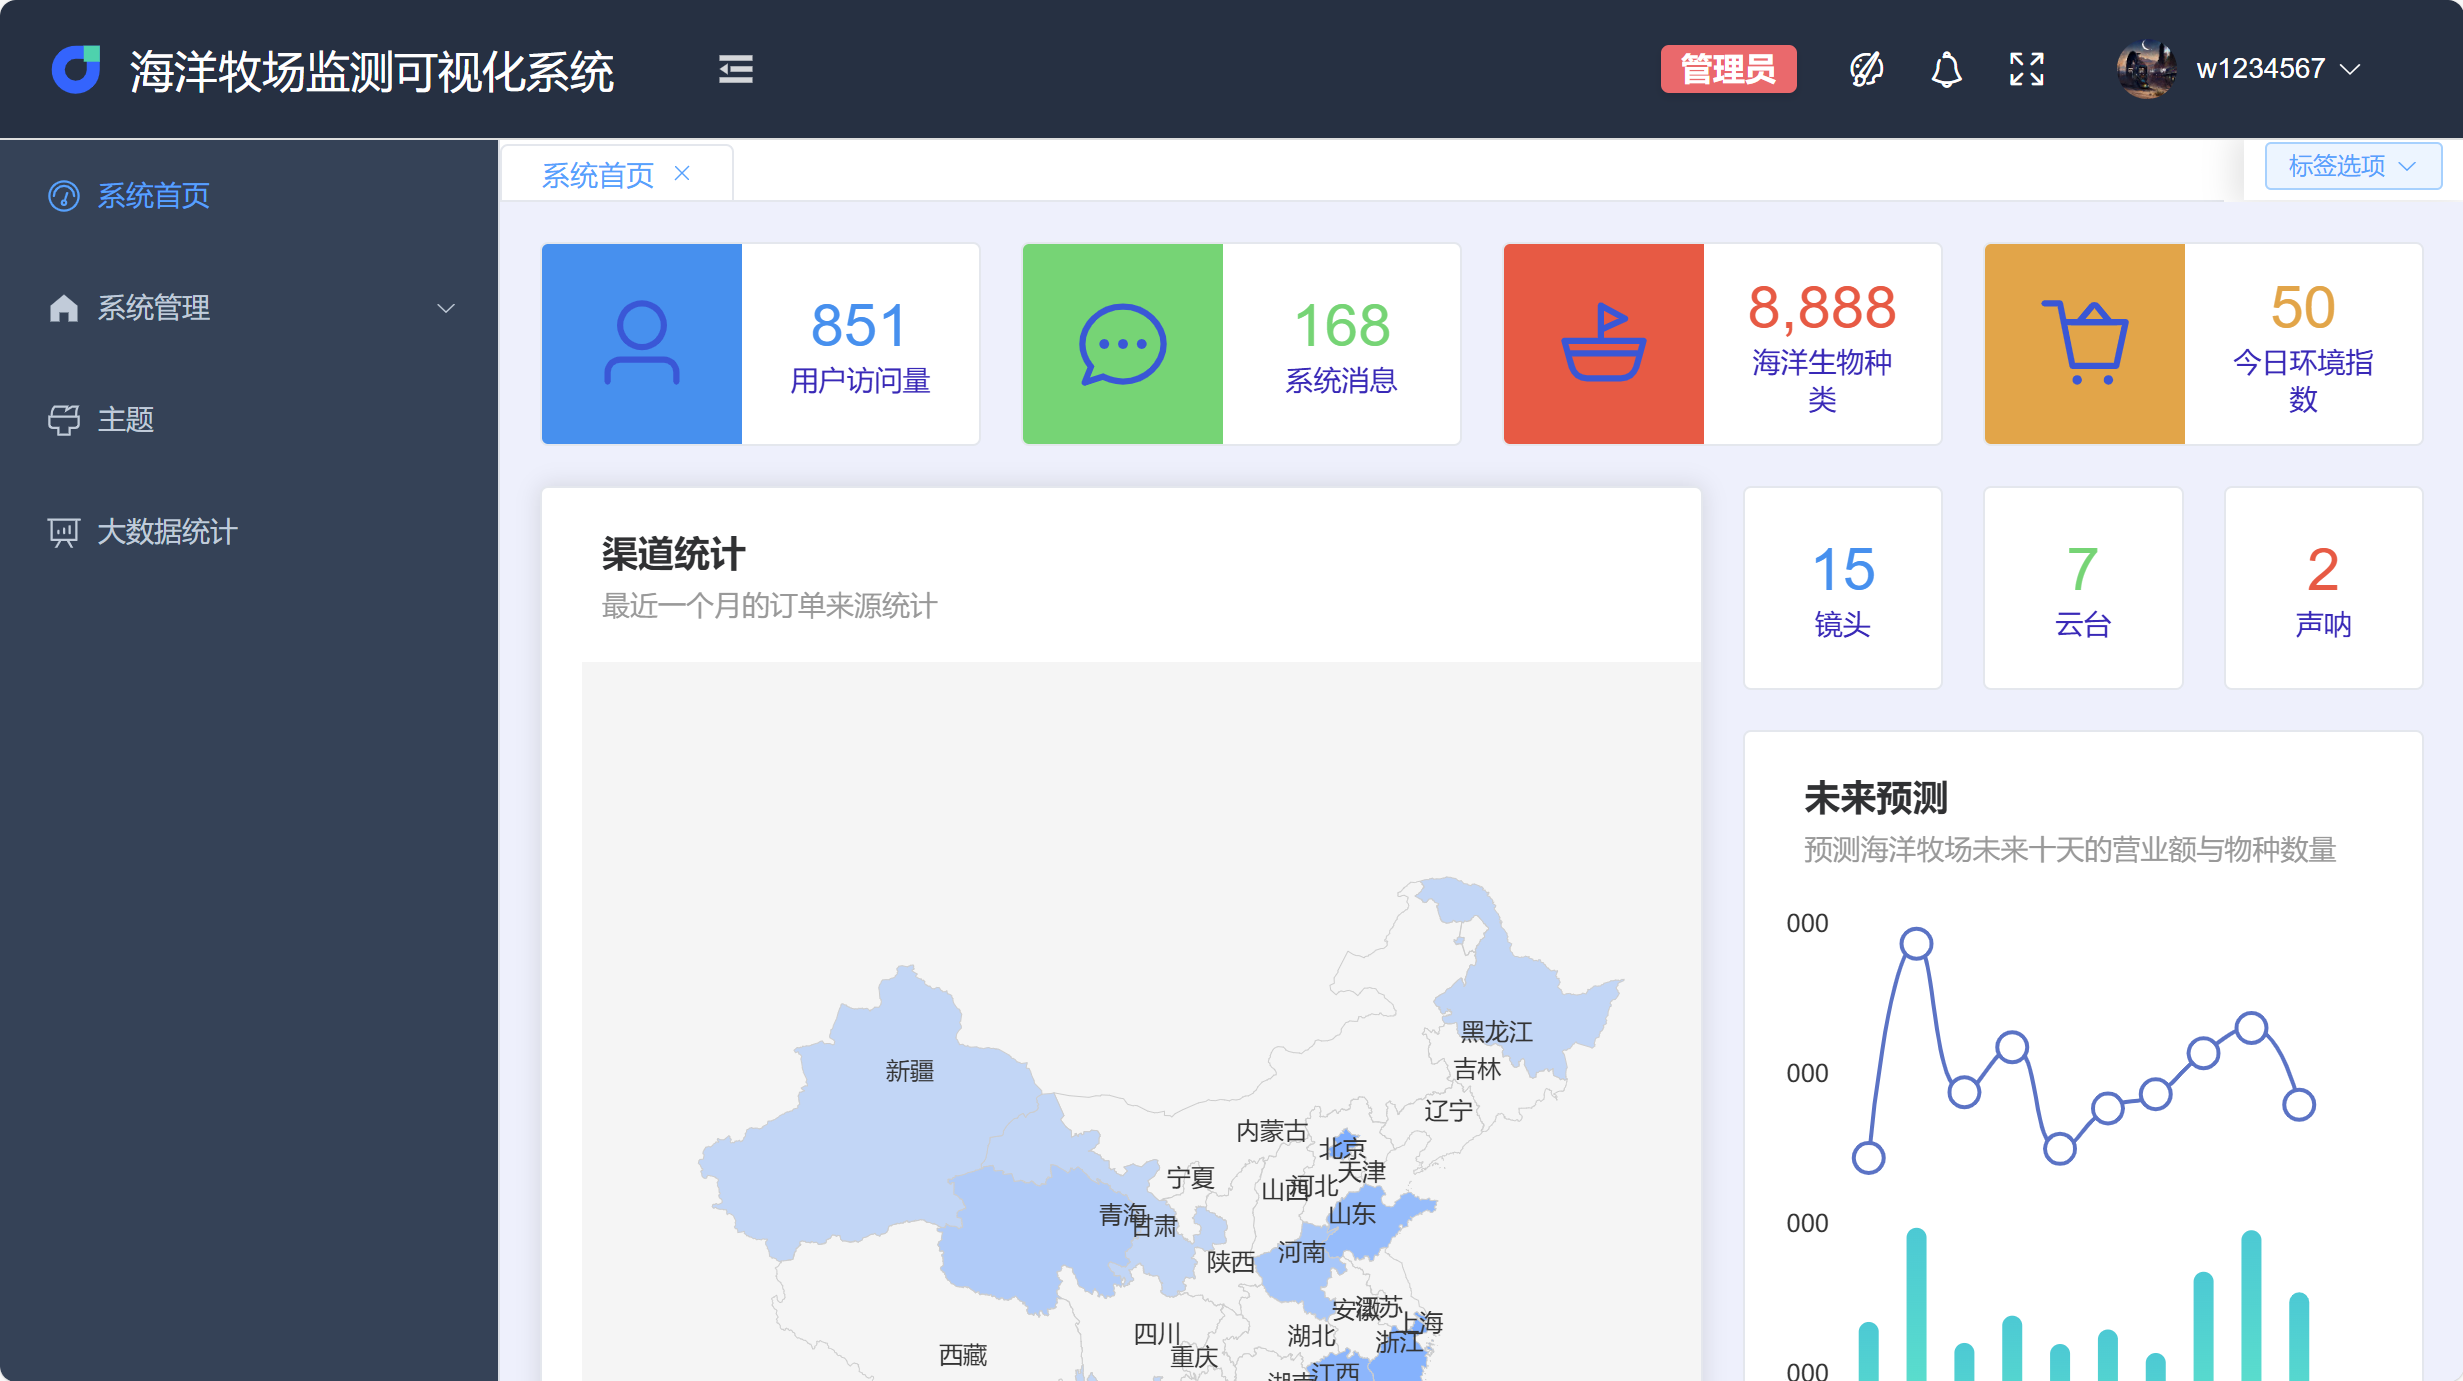 海洋牧场监测可视化系统
管理员
w1234567
系统首页
系统管理
主题
大数据统计
系统首页
标签选项
851
用户访问量
168
系统消息
8,888
海洋生物种
类
50
今日环境指
数
渠道统计
最近一个月的订单来源统计
15
镜头
7
云台
2
声呐
未来预测
预测海洋牧场未来十天的营业额与物种数量
000
000
000
000
黑龙江
吉林
新疆
辽宁
内蒙古
北京
天津
宁夏
山西
河北
青海
甘肃
山东
河南
陕西
安徽
江苏
上海
四川
湖北
浙江
西藏
重庆
江西
湖南